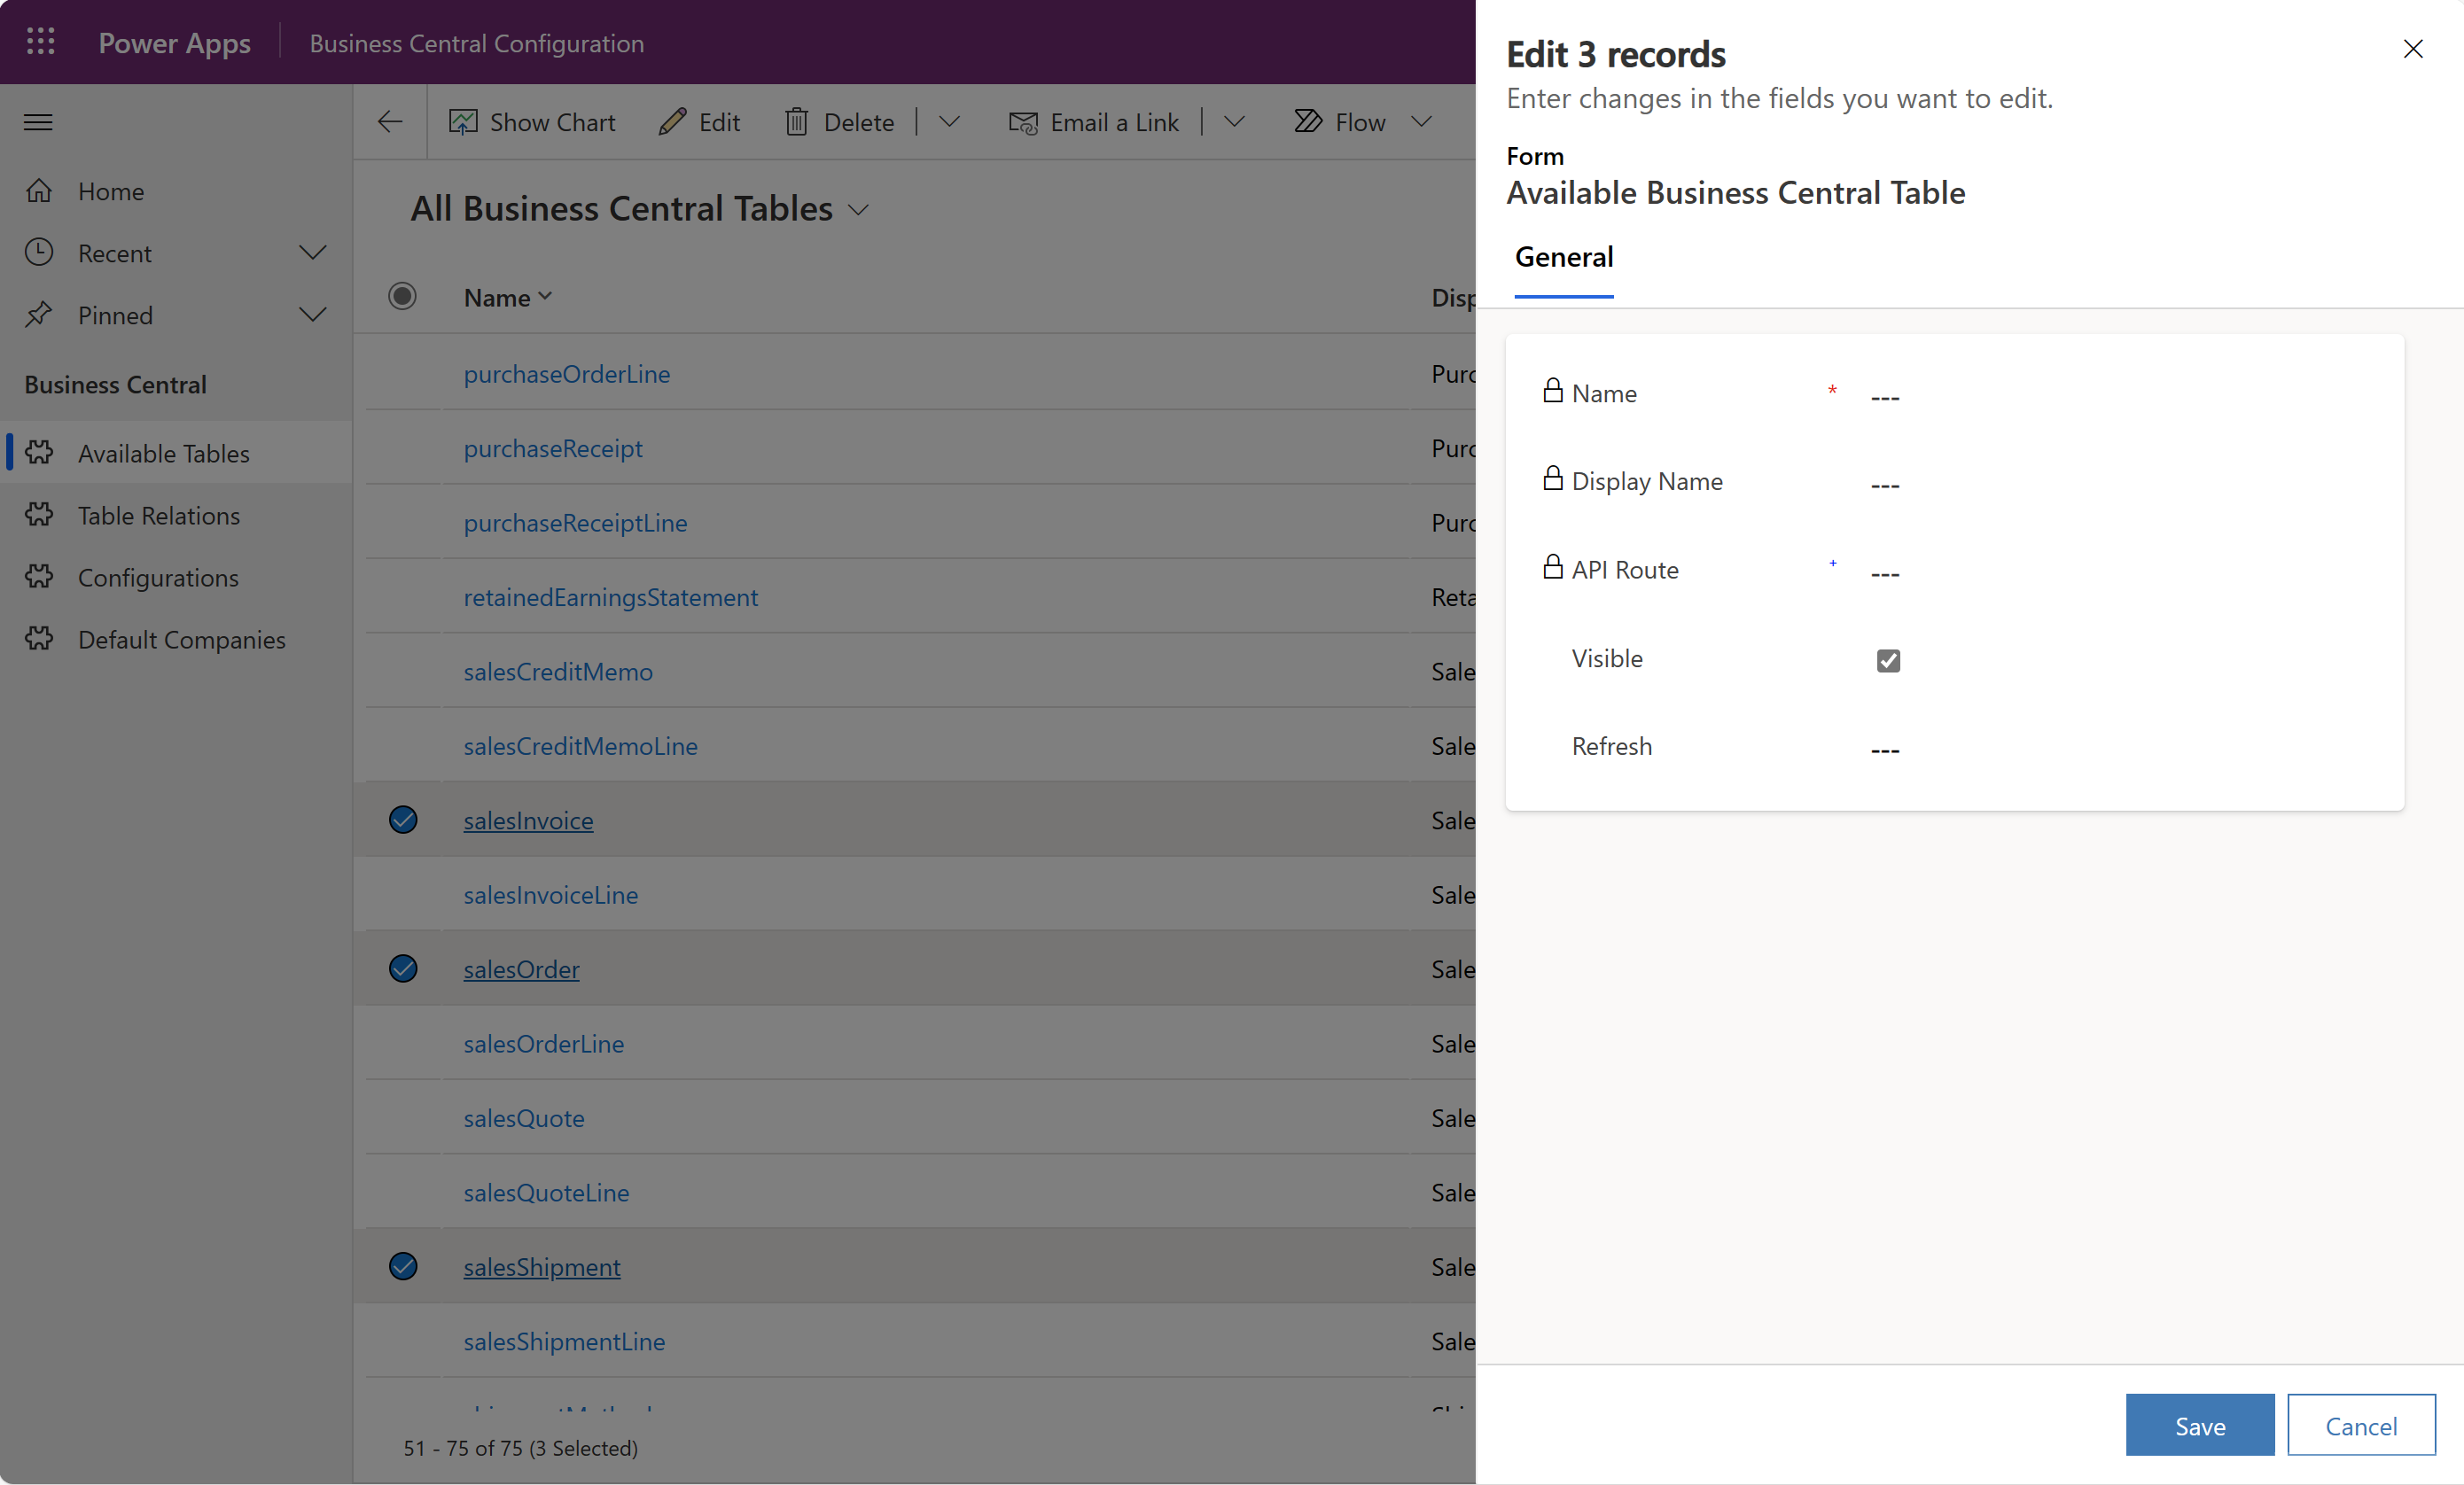 Power Apps
Business Central Configuration
Home
Recent
Pinned
Business Central
Available Tables
Table Relations
Configurations
Default Companies
Show Chart
Edit
Delete
Email a Link
Flow
All Business Central Tables
Name
Disp
purchaseOrderLine
Purc
purchaseReceipt
Purc
purchaseReceiptLine
Purc
retainedEarningsStatement
Reta
salesCreditMemo
Sale
salesCreditMemoLine
Sale
salesInvoice
Sale
salesInvoiceLine
Sale
salesOrder
Sale
salesOrderLine
Sale
salesQuote
Sale
salesQuoteLine
Sale
salesShipment
Sale
salesShipmentLine
Sale
51 - 75 of 75 (3 Selected)
Edit 3 records
Enter changes in the fields you want to edit.
Form
Available Business Central Table
General
Name * ---
Display Name ---
API Route + ---
Visible
Refresh ---
Save
Cancel